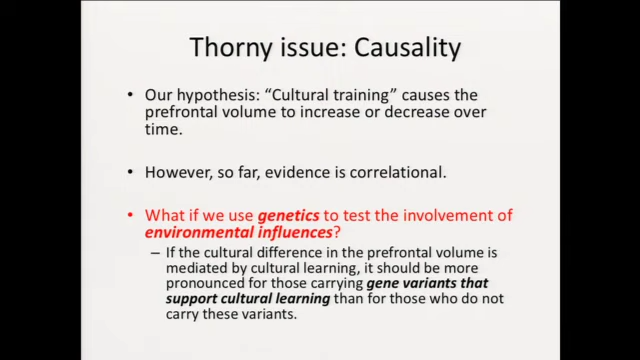 Thorny issue: Causality
• Our hypothesis: “Cultural training” causes the
prefrontal volume to increase or decrease over
time.
• However, so far, evidence is correlational.
• What if we use genetics to test the involvement of
environmental influences?
– If the cultural difference in the prefrontal volume is
mediated by cultural learning, it should be more
pronounced for those carrying gene variants that
support cultural learning than for those who do not
carry these variants.